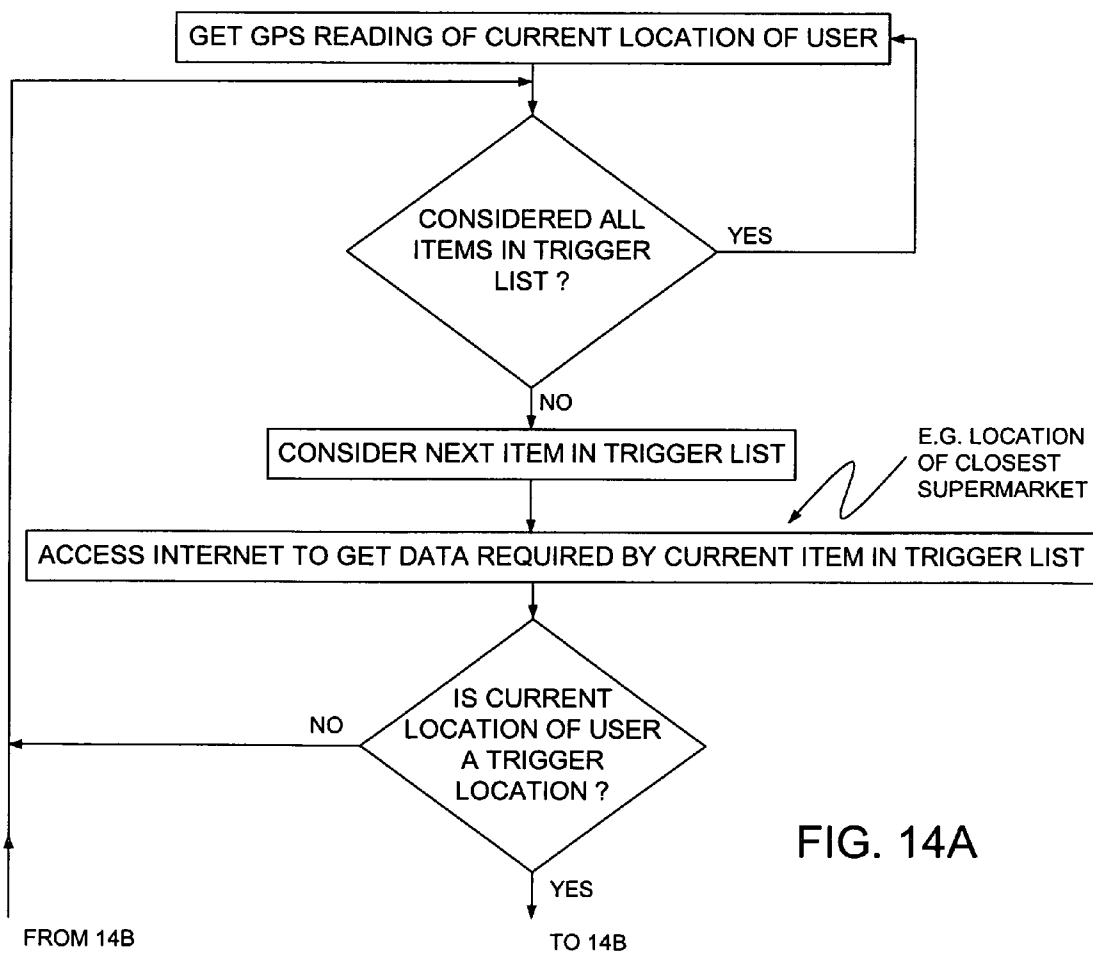 GET GPS READING OF CURRENT LOCATION OF USER
CONSIDERED ALL
ITEMS IN TRIGGER
LIST ?
YES
NO
CONSIDER NEXT ITEM IN TRIGGER LIST
E.G. LOCATION
OF CLOSEST
SUPERMARKET
ACCESS INTERNET TO GET DATA REQUIRED BY CURRENT ITEM IN TRIGGER LIST
IS CURRENT
LOCATION OF USER
A TRIGGER
LOCATION ?
NO
YES
FIG. 14A
FROM 14B
TO 14B